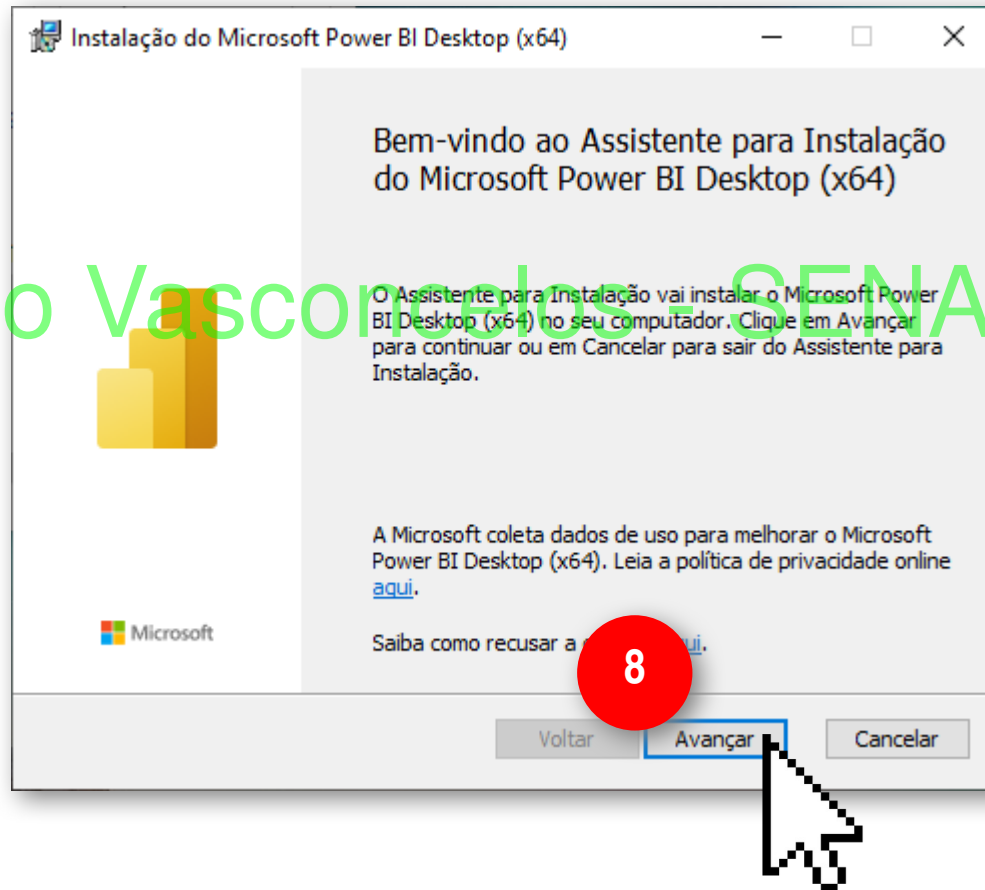 Instalação do Microsoft Power BI Desktop (x64)
Bem-vindo ao Assistente para Instalação
do Microsoft Power BI Desktop (x64)
o Vasconcelos - SENA
O Assistente para Instalação vai instalar o Microsoft Power
BI Desktop (x64) no seu computador. Clique em Avançar
para continuar ou em Cancelar para sair do Assistente para
Instalação.
A Microsoft coleta dados de uso para melhorar o Microsoft
Power BI Desktop (x64). Leia a política de privacidade online
aqui.
Microsoft
Saiba como recusar a
8
Voltar
Avançar
Cancelar